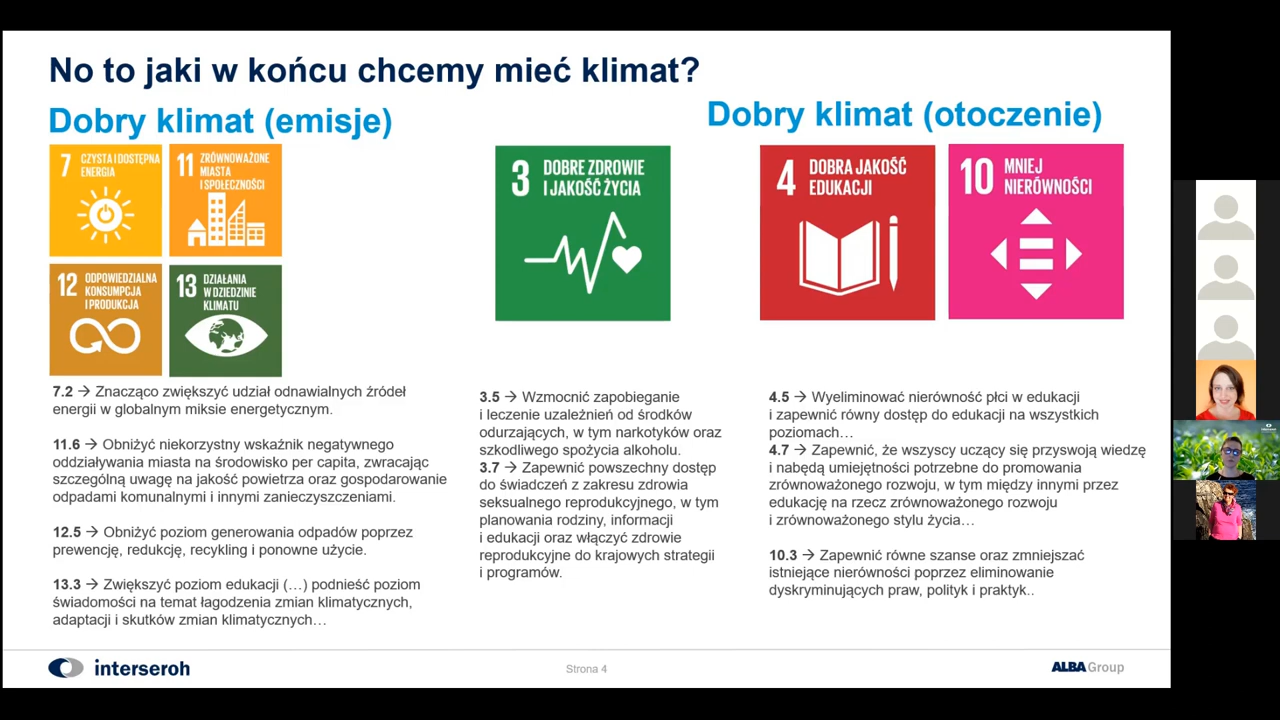 No to jaki w końcu chcemy mieć klimat?
Dobry klimat (emisje)
7 CZYSTA I DOSTĘPNA
ENERGIA
11 ZRÓWNOWAŻONE
MIASTA
I SPOŁECZNOŚCI
12 ODPOWIEDZIALNA
KONSUMPCJA
I PRODUKCJA
13 DZIAŁANIA
W DZIEDZINIE
KLIMATU
7.2 → Znacząco zwiększyć udział odnawialnych źródeł
energii w globalnym miksie energetycznym.
11.6 → Obniżyć niekorzystny wskaźnik negatywnego
oddziaływania miasta na środowisko per capita, zwracając
szczególną uwagę na jakość powietrza oraz gospodarowanie
odpadami komunalnymi i innymi zanieczyszczeniami.
12.5 → Obniżyć poziom generowania odpadów poprzez
prewencję, redukcję, recykling i ponowne użycie.
13.3 → Zwiększyć poziom edukacji (…) podnieść poziom
świadomości na temat łagodzenia zmian klimatycznych,
adaptacji i skutków zmian klimatycznych…
3 DOBRE ZDROWIE
I JAKOŚĆ ŻYCIA
3.5 → Wzmocnić zapobieganie
i leczenie uzależnień od środków
odurzających, w tym narkotyków oraz
szkodliwego spożycia alkoholu.
3.7 → Zapewnić powszechny dostęp
do świadczeń z zakresu zdrowia
seksualnego reprodukcyjnego, w tym
planowania rodziny, informacji
i edukacji oraz włączyć zdrowie
reprodukcyjne do krajowych strategii
i programów.
Dobry klimat (otoczenie)
4 DOBRA JAKOŚĆ
EDUKACJI
10 MNIEJ
NIERÓWNOŚCI
4.5 → Wyeliminować nierówność płci w edukacji
i zapewnić równy dostęp do edukacji na wszystkich
poziomach…
4.7 → Zapewnić, że wszyscy uczący się przyswoją wiedzę
i nabędą umiejętności potrzebne do promowania
zrównoważonego rozwoju, w tym między innymi przez
edukację na rzecz zrównoważonego rozwoju
i zrównoważonego stylu życia…
10.3 → Zapewnić równe szanse oraz zmniejszać
istniejące nierówności poprzez eliminowanie
dyskryminujących praw, polityk i praktyk..
interseroh
Strona 4
ALBA Group
interseroh